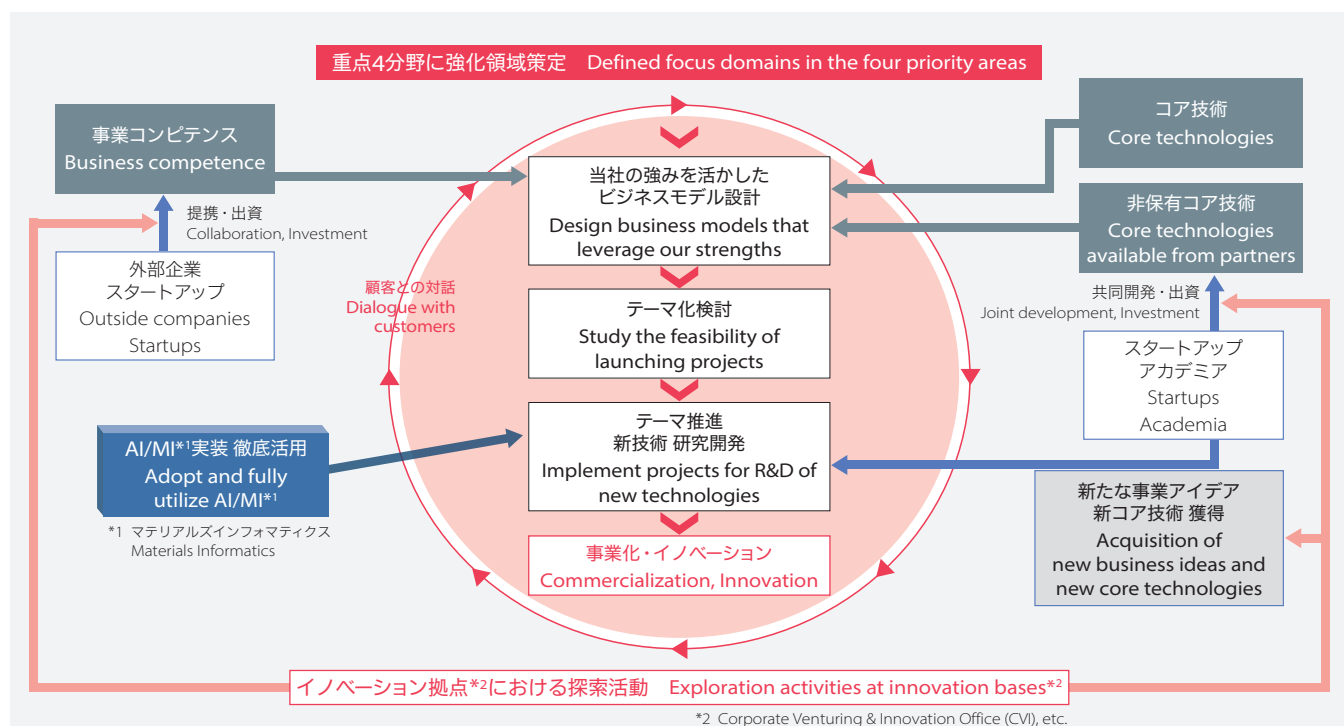 重点4分野に強化領域策定 Defined focus domains in the four priority areas
事業コンピテンス
Business competence
提携・出資
Collaboration, Investment
外部企業
スタートアップ
Outside companies
Startups
AI/MI*1実装 徹底活用
Adopt and fully
utilize AI/MI*1
*1 マテリアルズインフォマティクス
Materials Informatics
顧客との対話
Dialogue with
customers
当社の強みを活かした
ビジネスモデル設計
Design business models that
leverage our strengths
テーマ化検討
Study the feasibility of
launching projects
テーマ推進
新技術 研究開発
Implement projects for R&D of
new technologies
事業化・イノベーション
Commercialization, Innovation
コア技術
Core technologies
非保有コア技術
Core technologies
available from partners
共同開発・出資
Joint development, Investment
スタートアップ
アカデミア
Startups
Academia
新たな事業アイデア
新コア技術 獲得
Acquisition of
new business ideas and
new core technologies
イノベーション拠点*2における探索活動 Exploration activities at innovation bases*2
*2 Corporate Venturing & Innovation Office (CVI), etc.